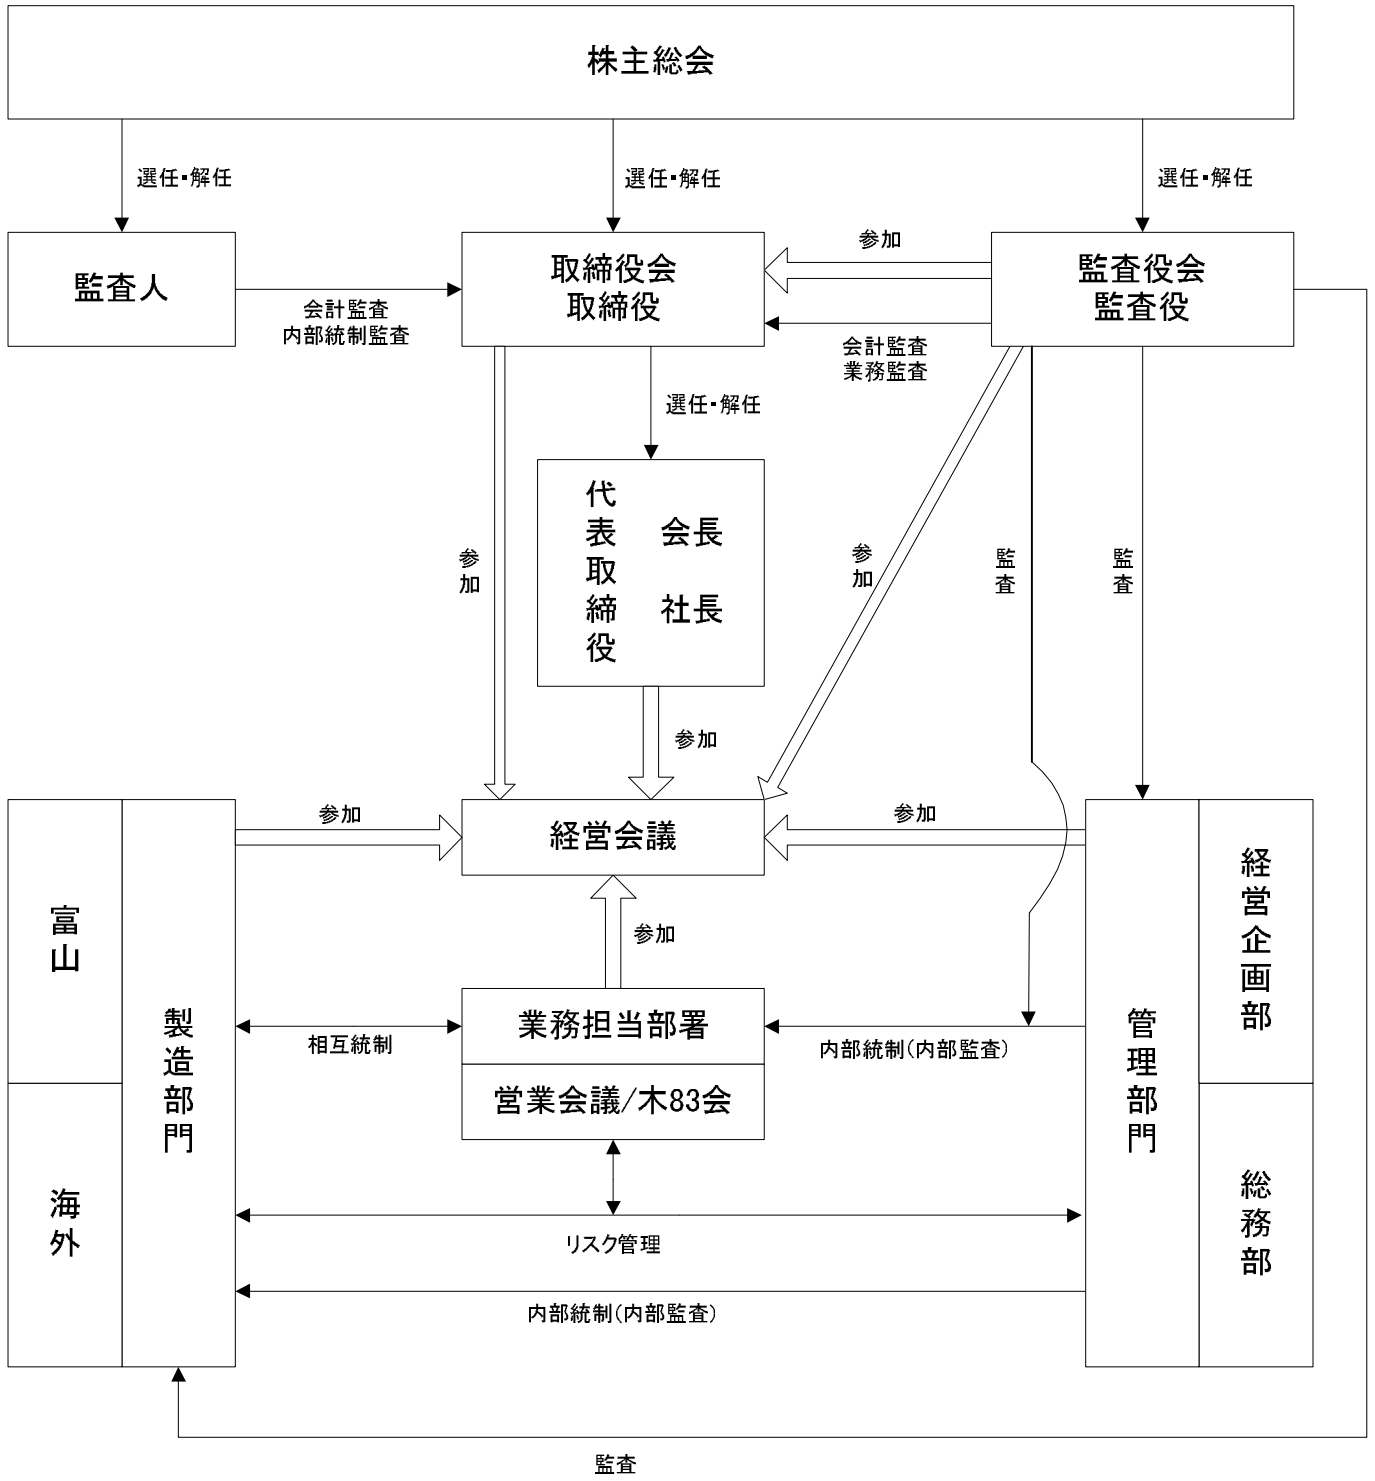 株主総会
選任・解任
選任・解任
選任・解任
監査人
会計監査
内部統制監査
取締役会
取締役
参加
会計監査
業務監査
監査役会
監査役
選任・解任
代表取締役
会長
社長
参加
参加
監査
監査
参加
参加
経営会議
参加
参加
富山
海外
製造部門
業務担当部署
営業会議/木83会
相互統制
内部統制(内部監査)
管理部門
経営企画部
総務部
リスク管理
内部統制(内部監査)
監査